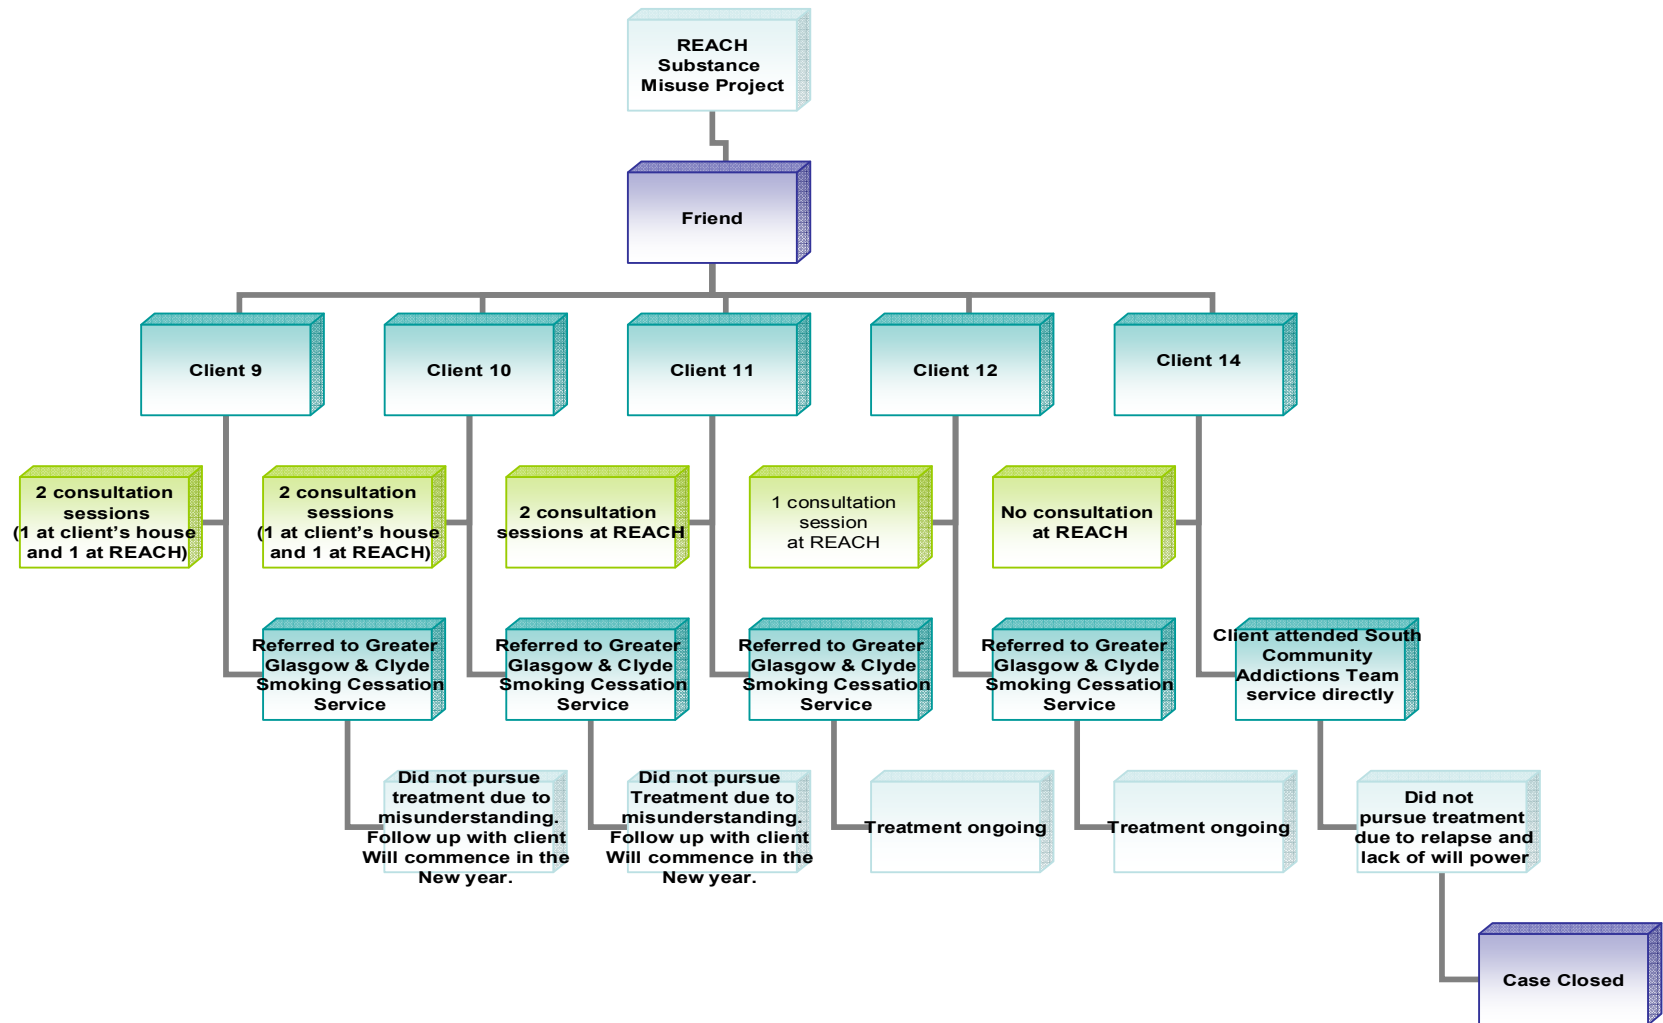 REACH
Substance
Misuse Project
Friend
Client 9
Client 10
Client 11
Client 12
Client 14
2 consultation
sessions
(1 at client’s house
and 1 at REACH)
2 consultation
sessions
(1 at client’s house
and 1 at REACH)
2 consultation
sessions at REACH
1 consultation
session
at REACH
No consultation
at REACH
Referred to Greater
Glasgow & Clyde
Smoking Cessation
Service
Referred to Greater
Glasgow & Clyde
Smoking Cessation
Service
Referred to Greater
Glasgow & Clyde
Smoking Cessation
Service
Referred to Greater
Glasgow & Clyde
Smoking Cessation
Service
Client attended South
Community
Addictions Team
service directly
Did not pursue
treatment due to
misunderstanding.
Follow up with client
Will commence in the
New year.
Did not pursue
Treatment due to
misunderstanding.
Follow up with client
Will commence in the
New year.
Treatment ongoing
Treatment ongoing
Did not
pursue treatment
due to relapse and
lack of will power
Case Closed